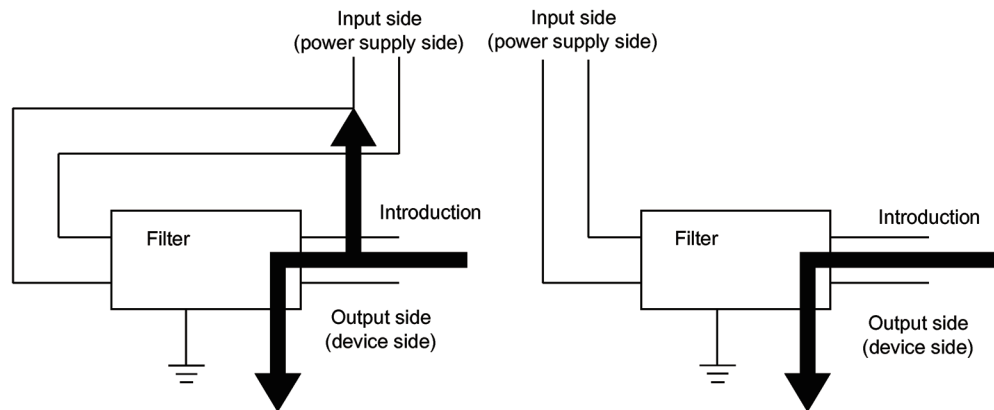 Input side
(power supply side)
Introduction
Filter
Output side
(device side)
Input side
(power supply side)
Introduction
Filter
Output side
(device side)